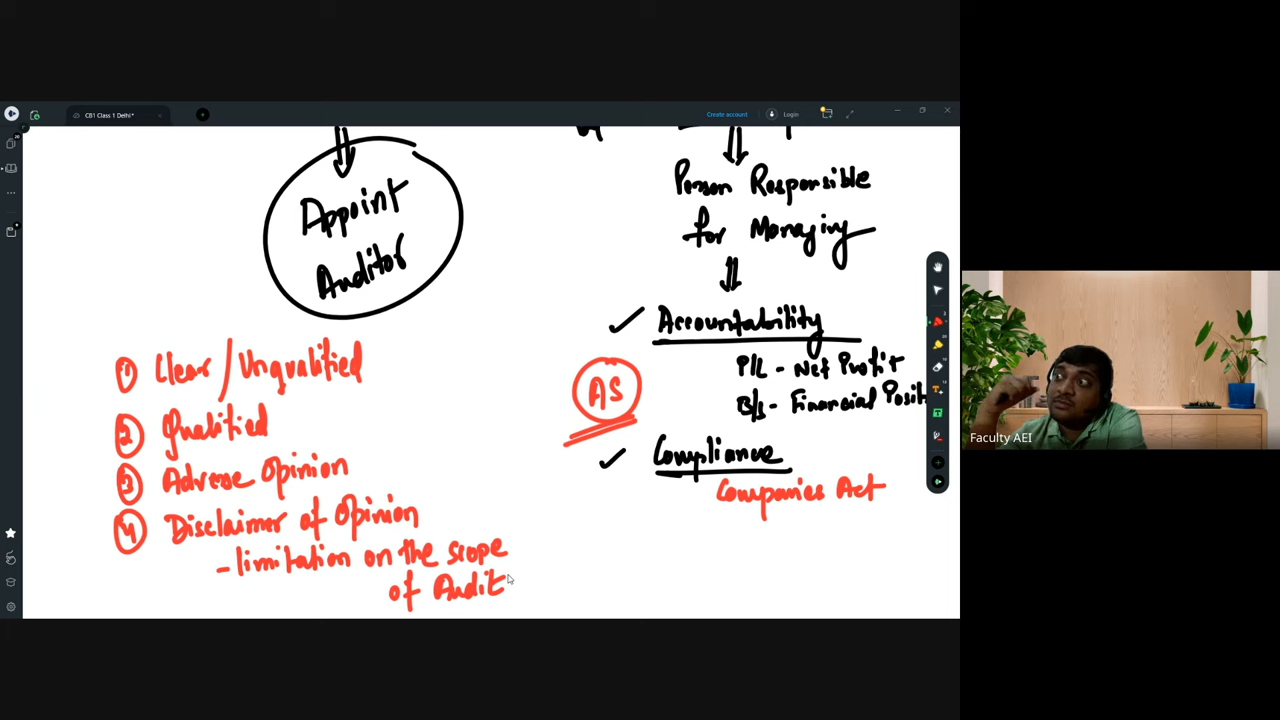 CB1 Class 1 Delhi*
Create account
Login
Appoint
Auditor
① Clear / Unqualified
② Qualified
③ Adverse Opinion
④ Disclaimer of Opinion
- limitation on the scope
of Audit
Person Responsible
for Managing
✓ Accountability
P/L - Net Profit
B/s - Financial Posit
AS
✓ Compliance
Companies Act
Faculty AEI